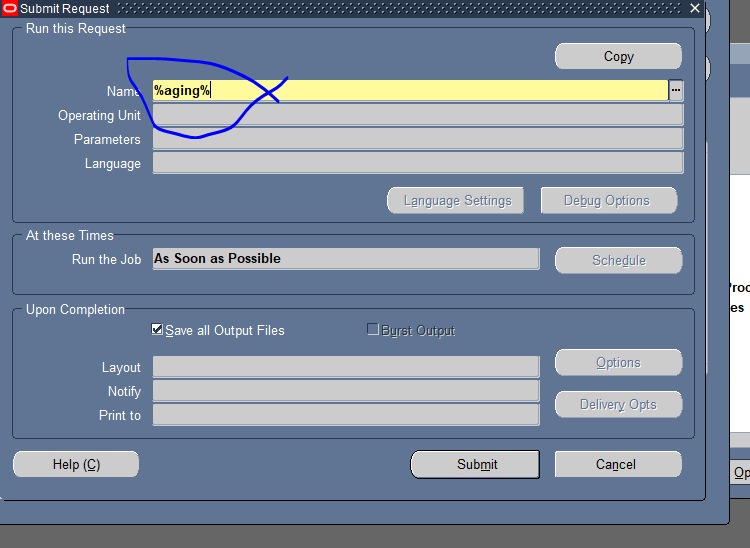 Submit Request
Run this Request
Copy
Name %aging% ...
Operating Unit
Parameters
Language
Language Settings Debug Options
At these Times
Run the Job As Soon as Possible Schedule
Upon Completion
Save all Output Files Burst Output
Layout Options
Notify
Delivery Opts
Print to
Help (C) Submit Cancel
Op